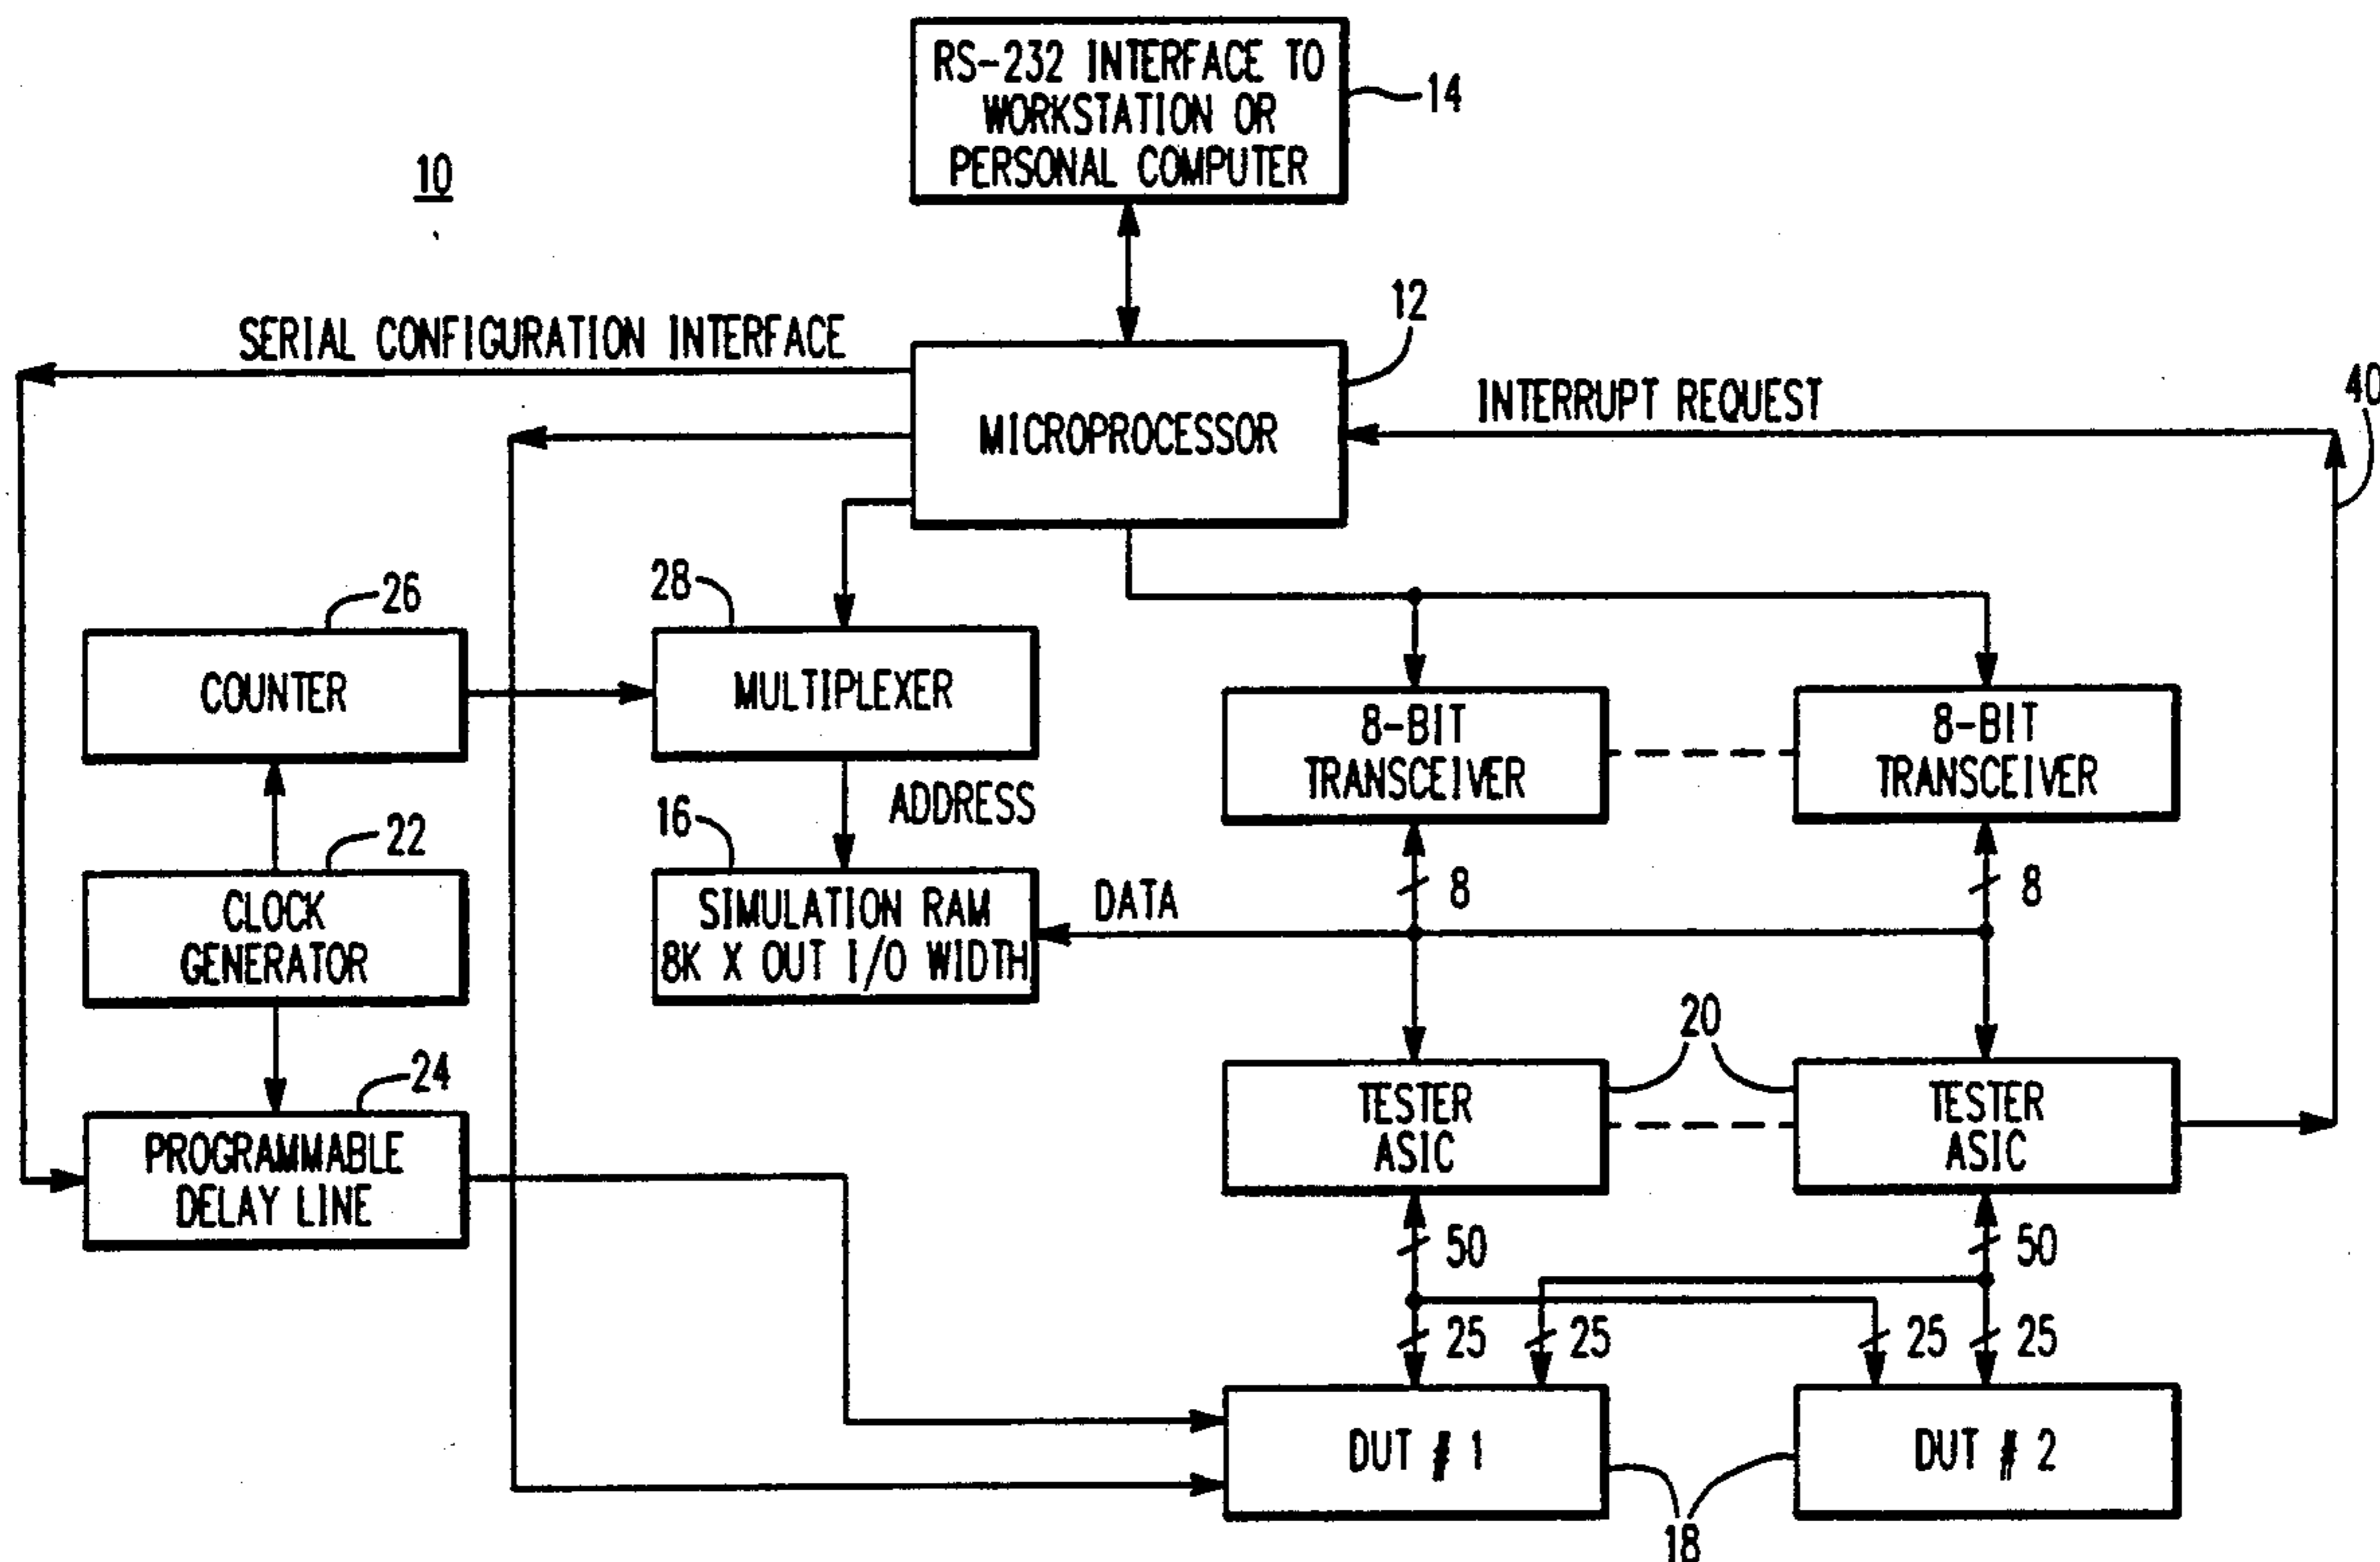 RS-232 INTERFACE TO
WORKSTATION OR
PERSONAL COMPUTER
14
10
12
SERIAL CONFIGURATION INTERFACE
MICROPROCESSOR
INTERRUPT REQUEST
40
26
28
COUNTER
MULTIPLEXER
8-BIT
TRANSCEIVER
8-BIT
TRANSCEIVER
ADDRESS
22
16
CLOCK
GENERATOR
SIMULATION RAM
8K X OUT I/O WIDTH
DATA
8
8
24
20
PROGRAMMABLE
DELAY LINE
TESTER
ASIC
TESTER
ASIC
50
50
25
25
25
25
DUT # 1
DUT # 2
18